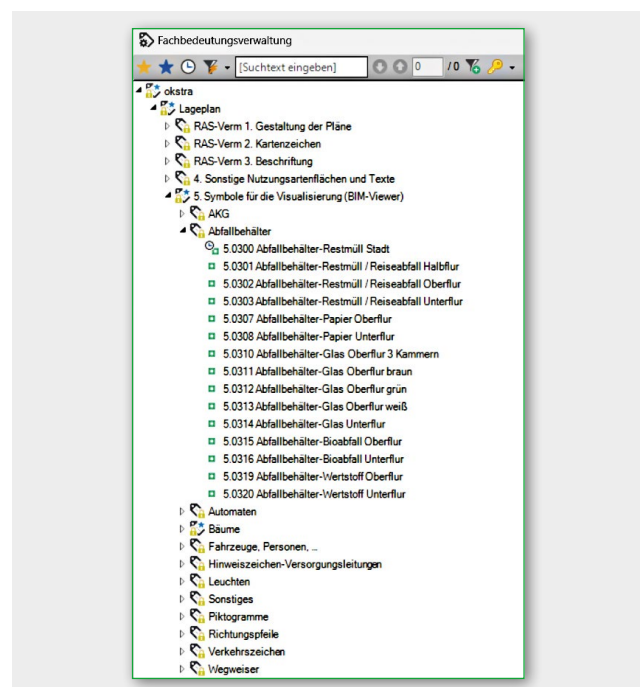 Fachbedeutungsverwaltung
[Suchtext eingeben] 0 /0
okstra
Lageplan
RAS-Verm 1. Gestaltung der Pläne
RAS-Verm 2. Kartenzeichen
RAS-Verm 3. Beschriftung
4. Sonstige Nutzungsartenflächen und Texte
5. Symbole für die Visualisierung (BIM-Viewer)
AKG
Abfallbehälter
5.0300 Abfallbehälter-Restmüll Stadt
5.0301 Abfallbehälter-Restmüll / Reiseabfall Halbflur
5.0302 Abfallbehälter-Restmüll / Reiseabfall Oberflur
5.0303 Abfallbehälter-Restmüll / Reiseabfall Unterflur
5.0307 Abfallbehälter-Papier Oberflur
5.0308 Abfallbehälter-Papier Unterflur
5.0310 Abfallbehälter-Glas Oberflur 3 Kammern
5.0311 Abfallbehälter-Glas Oberflur braun
5.0312 Abfallbehälter-Glas Oberflur grün
5.0313 Abfallbehälter-Glas Oberflur weiß
5.0314 Abfallbehälter-Glas Unterflur
5.0315 Abfallbehälter-Bioabfall Oberflur
5.0316 Abfallbehälter-Bioabfall Unterflur
5.0319 Abfallbehälter-Wertstoff Oberflur
5.0320 Abfallbehälter-Wertstoff Unterflur
Automaten
Bäume
Fahrzeuge, Personen, ...
Hinweiszeichen-Versorgungsleitungen
Leuchten
Sonstiges
Piktogramme
Richtungspfeile
Verkehrszeichen
Wegweiser